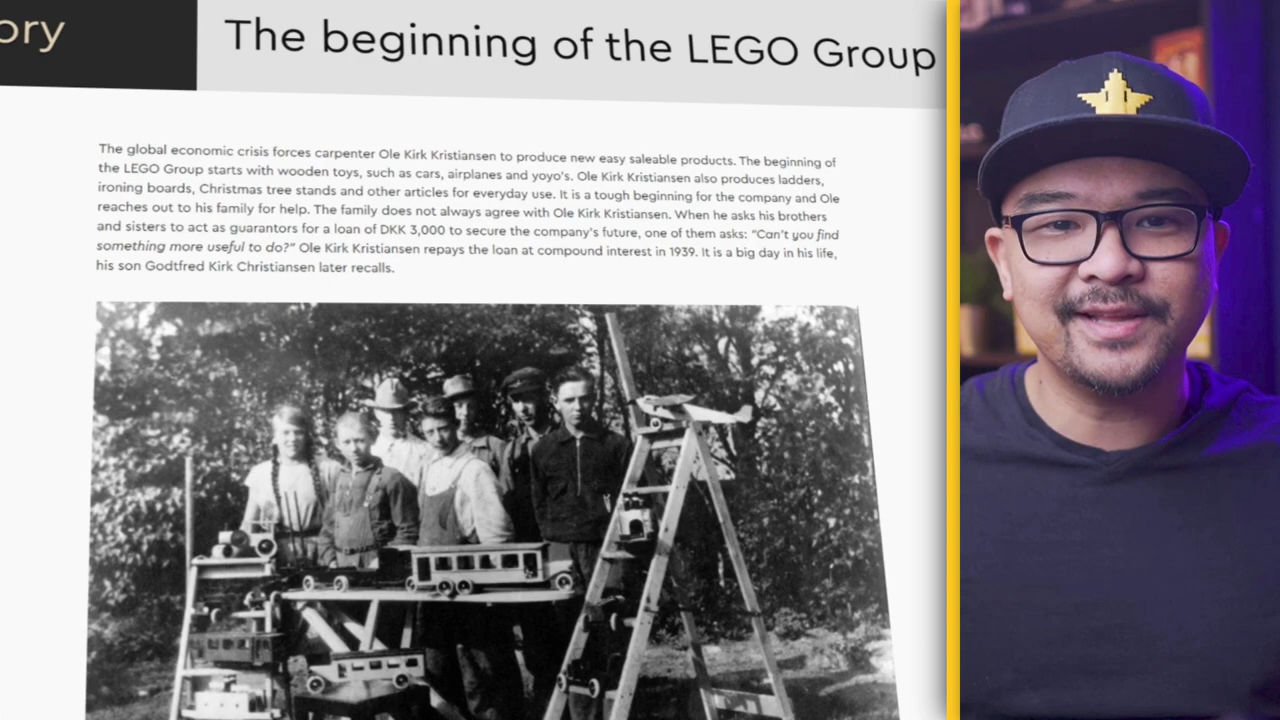 ory
The beginning of the LEGO Group
The global economic crisis forces carpenter Ole Kirk Kristiansen to produce new easy saleable products. The beginning of
the LEGO Group starts with wooden toys, such as cars, airplanes and yoyo's. Ole Kirk Kristiansen also produces ladders,
ironing boards, Christmas tree stands and other articles for everyday use. It is a tough beginning for the company and Ole
reaches out to his family for help. The family does not always agree with Ole Kirk Kristiansen. When he asks his brothers
and sisters to act as guarantors for a loan of DKK 3,000 to secure the company's future, one of them asks: "Can't you find
something more useful to do?" Ole Kirk Kristiansen repays the loan at compound interest in 1939. It is a big day in his life,
his son Godtfred Kirk Christiansen later recalls.